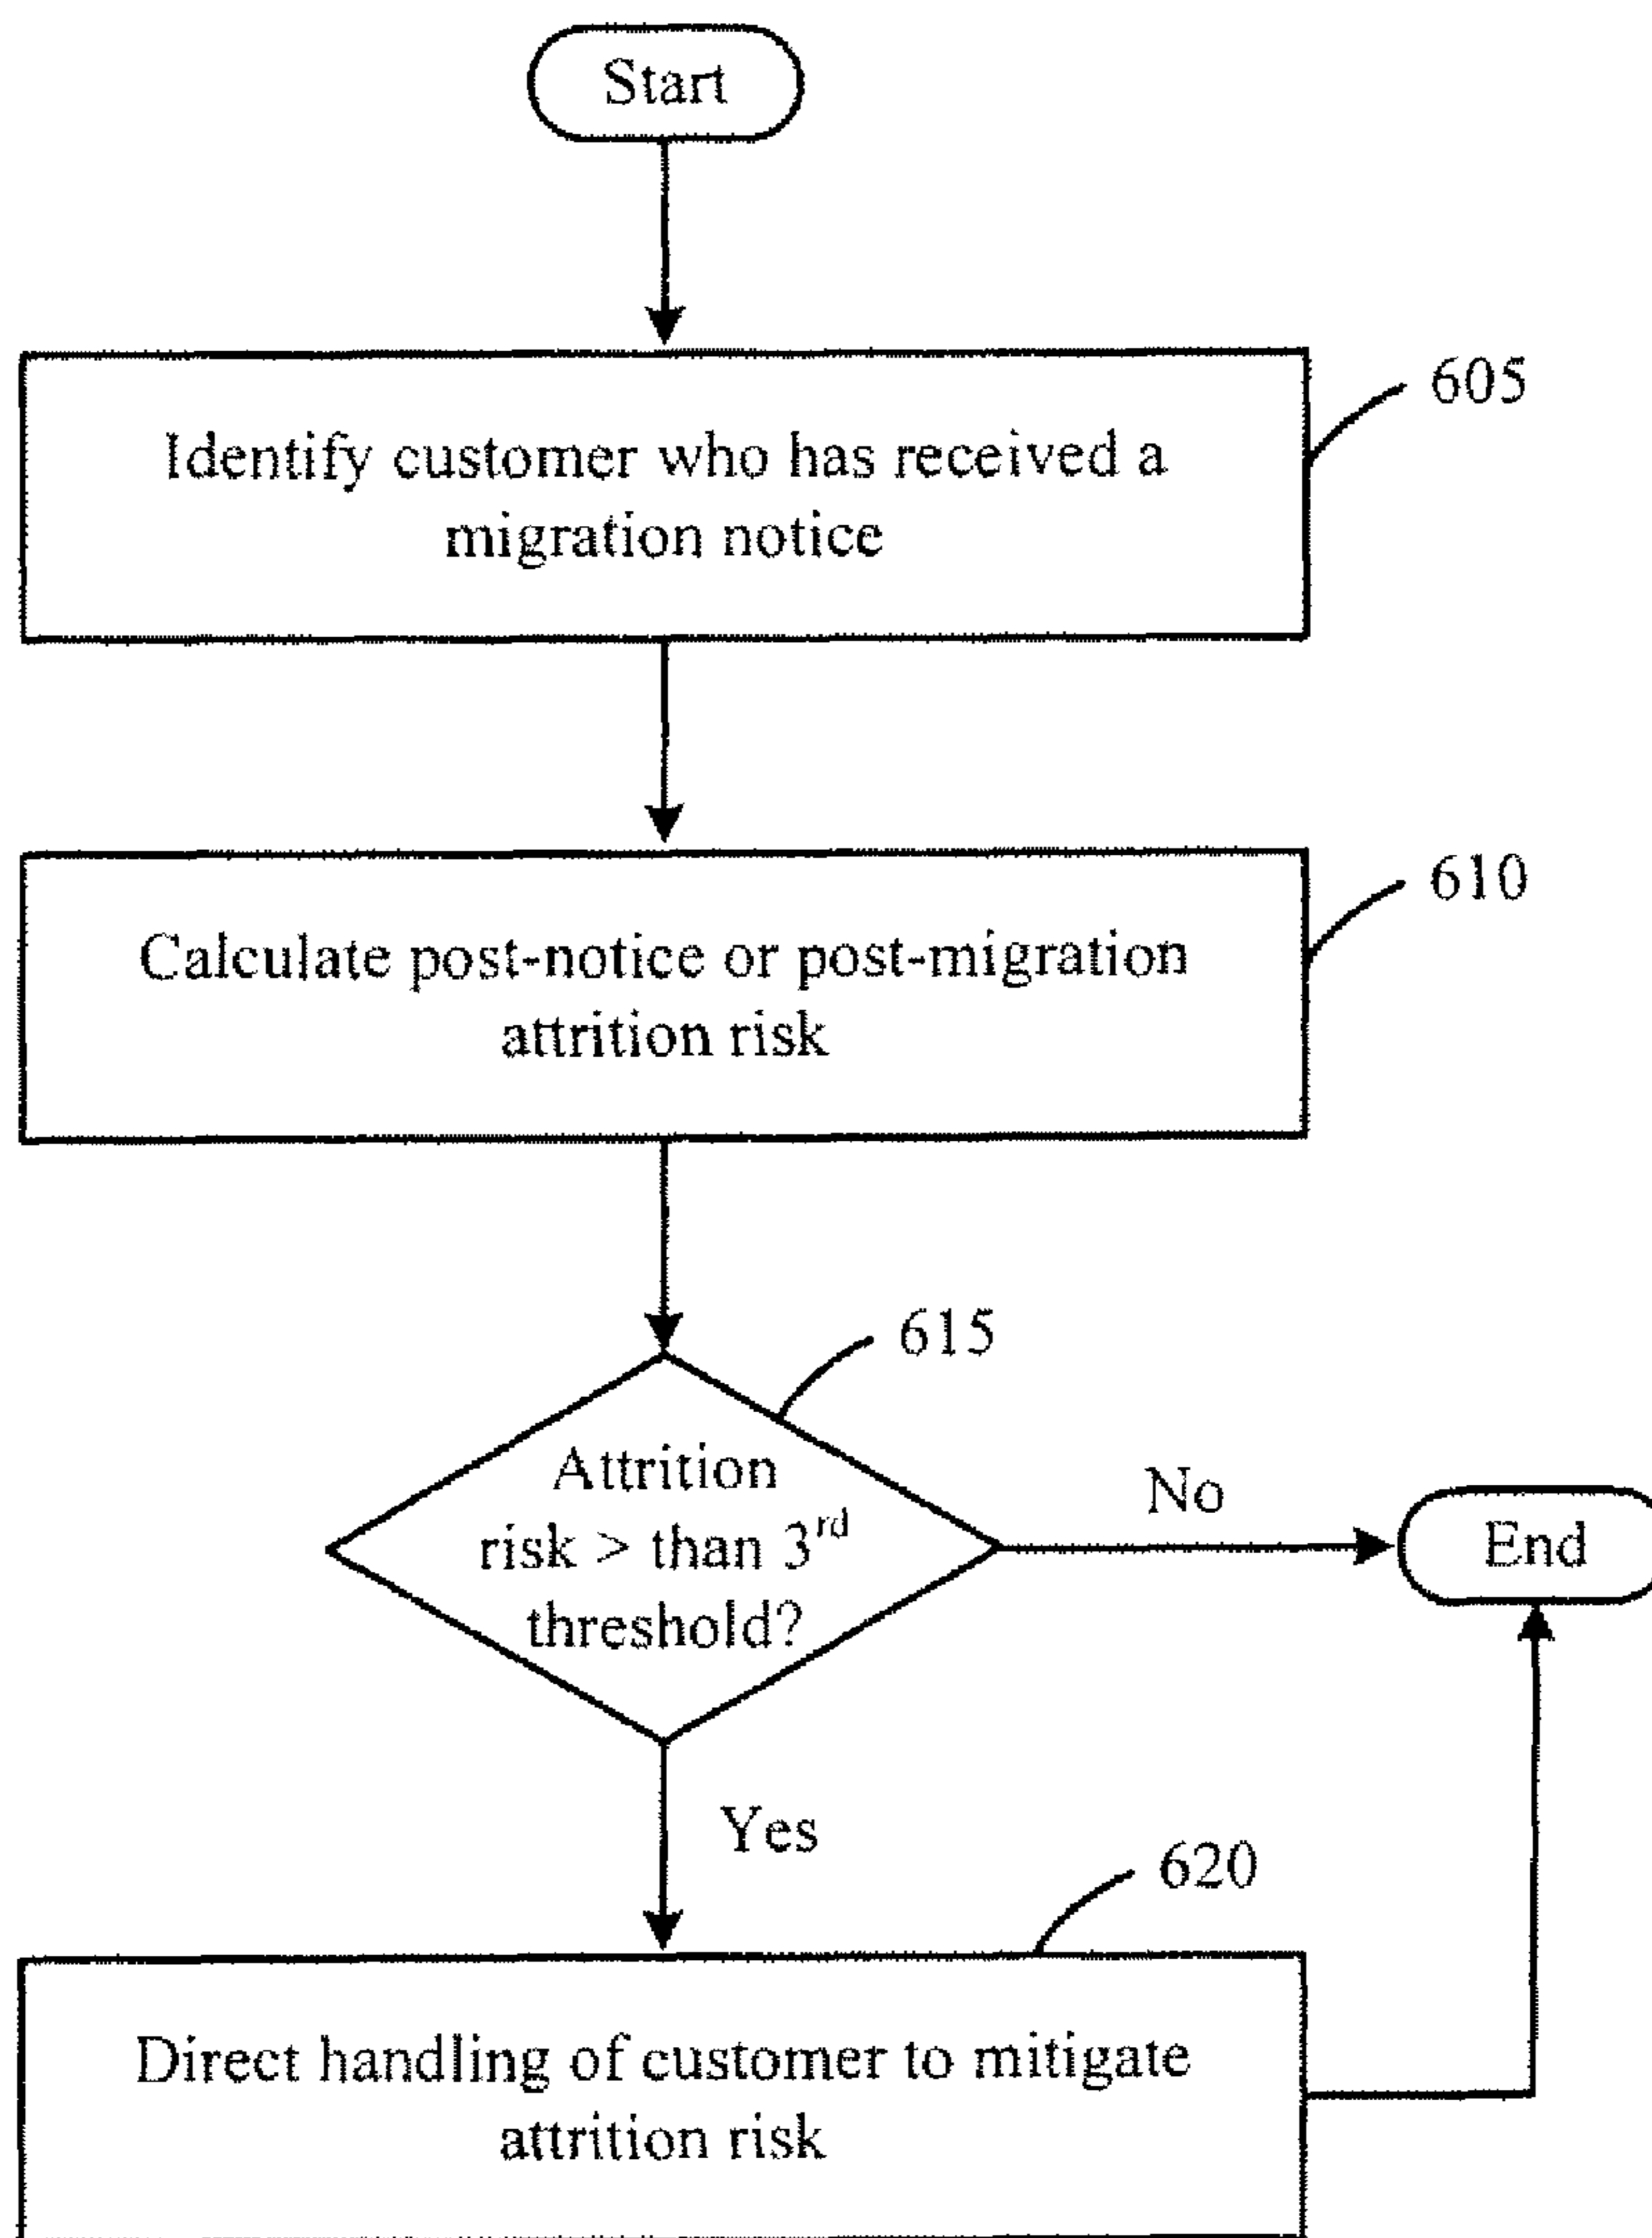 Start
605
Identify customer who has received a
migration notice
610
Calculate post-notice or post-migration
attrition risk
615
Attrition
risk > than 3rd
threshold?
No
End
Yes
620
Direct handling of customer to mitigate
attrition risk